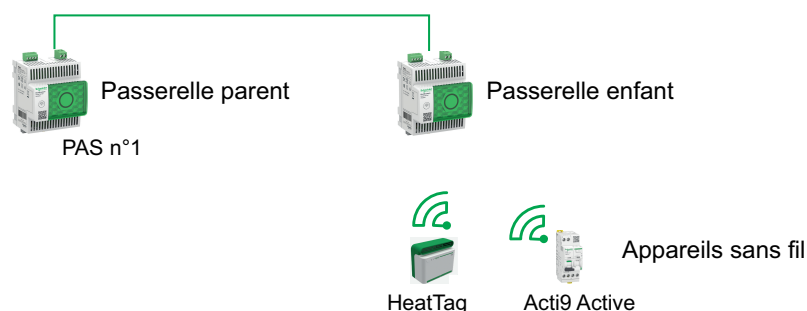 Passerelle parent
Passerelle enfant
PAS n°1
Appareils sans fil
HeatTag
Acti9 Active